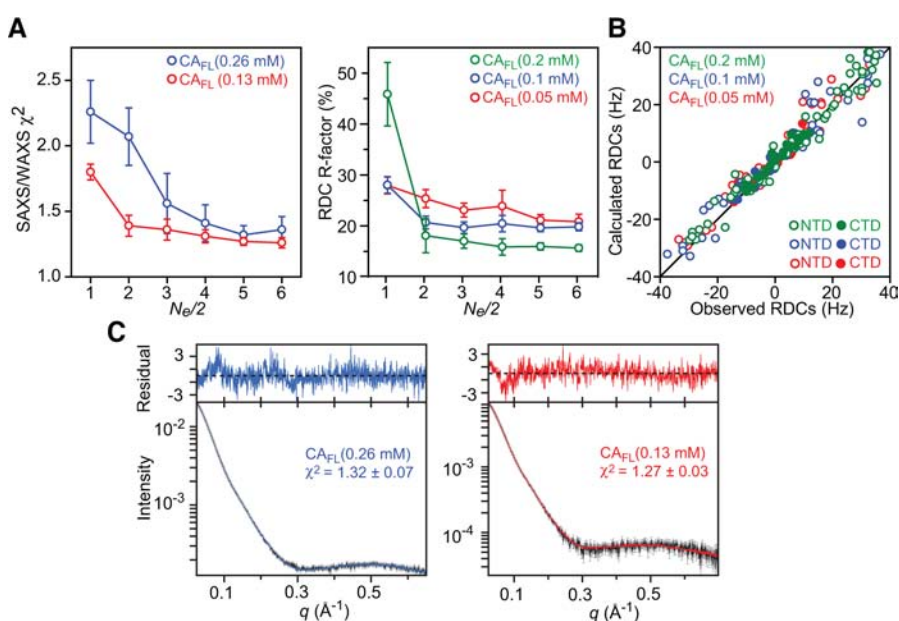 A
CA_FL(0.26 mM)
CA_FL(0.13 mM)
SAXS/WAXS χ²
2.5
2.0
1.5
1.0
1 2 3 4 5 6
Ne/2
CA_FL(0.2 mM)
CA_FL(0.1 mM)
CA_FL(0.05 mM)
RDC R-factor (%)
50
40
30
20
10
1 2 3 4 5 6
Ne/2
B
CA_FL(0.2 mM)
CA_FL(0.1 mM)
CA_FL(0.05 mM)
Calculated RDCs (Hz)
40
20
0
-20
40
NTD CTD
NTD CTD
NTD CTD
-40 -20 0 20 40
Observed RDCs (Hz)
C
Residual
3
-3
Intensity
10⁻²
10⁻³
CA_FL(0.26 mM)
χ² = 1.32 ± 0.07
0.1 0.3 0.5
q (Å⁻¹)
3
-3
10⁻³
10⁻⁴
CA_FL(0.13 mM)
χ² = 1.27 ± 0.03
0.1 0.3 0.5
q (Å⁻¹)